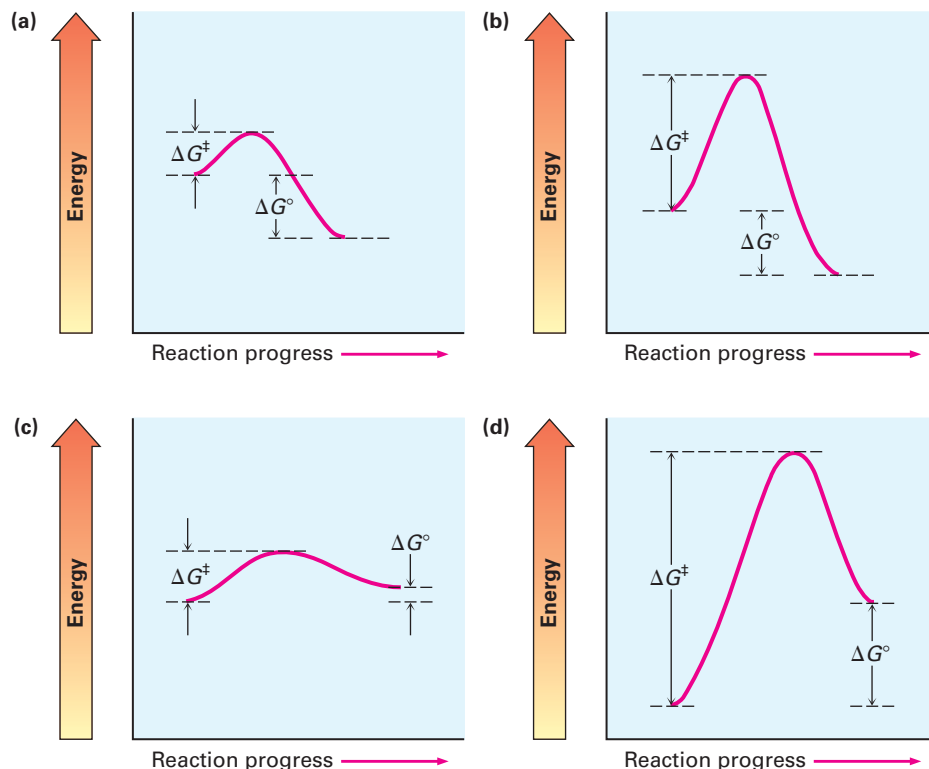 (a)
Energy
ΔG‡
ΔG°
Reaction progress
(b)
Energy
ΔG‡
ΔG°
Reaction progress
(c)
Energy
ΔG‡
ΔG°
Reaction progress
(d)
Energy
ΔG‡
ΔG°
Reaction progress